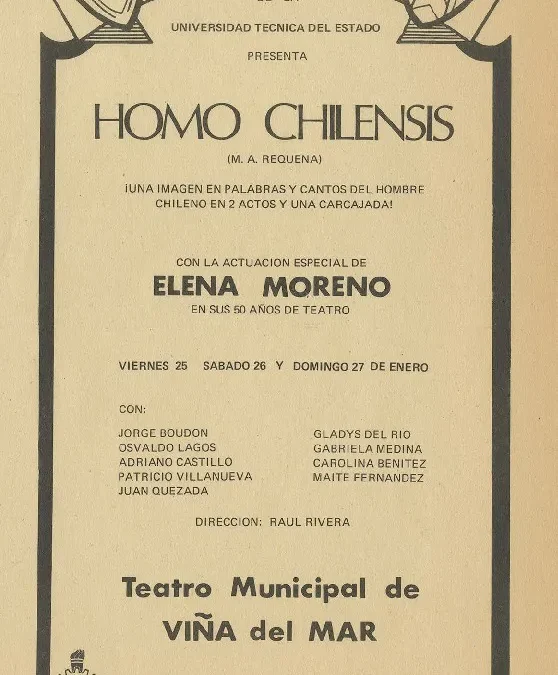 UNIVERSIDAD TECNICA DEL ESTADO
PRESENTA
HOMO CHILENSIS
(M. A. REQUENA)
¡UNA IMAGEN EN PALABRAS Y CANTOS DEL HOMBRE
CHILENO EN 2 ACTOS Y UNA CARCAJADA!
CON LA ACTUACION ESPECIAL DE
ELENA MORENO
EN SUS 50 AÑOS DE TEATRO
VIERNES 25 SABADO 26 Y DOMINGO 27 DE ENERO
CON:
JORGE BOUDON
OSVALDO LAGOS
ADRIANO CASTILLO
PATRICIO VILLANUEVA
JUAN QUEZADA
GLADYS DEL RIO
GABRIELA MEDINA
CAROLINA BENITEZ
MAITE FERNANDEZ
DIRECCION: RAUL RIVERA
Teatro Municipal de
VIÑA del MAR